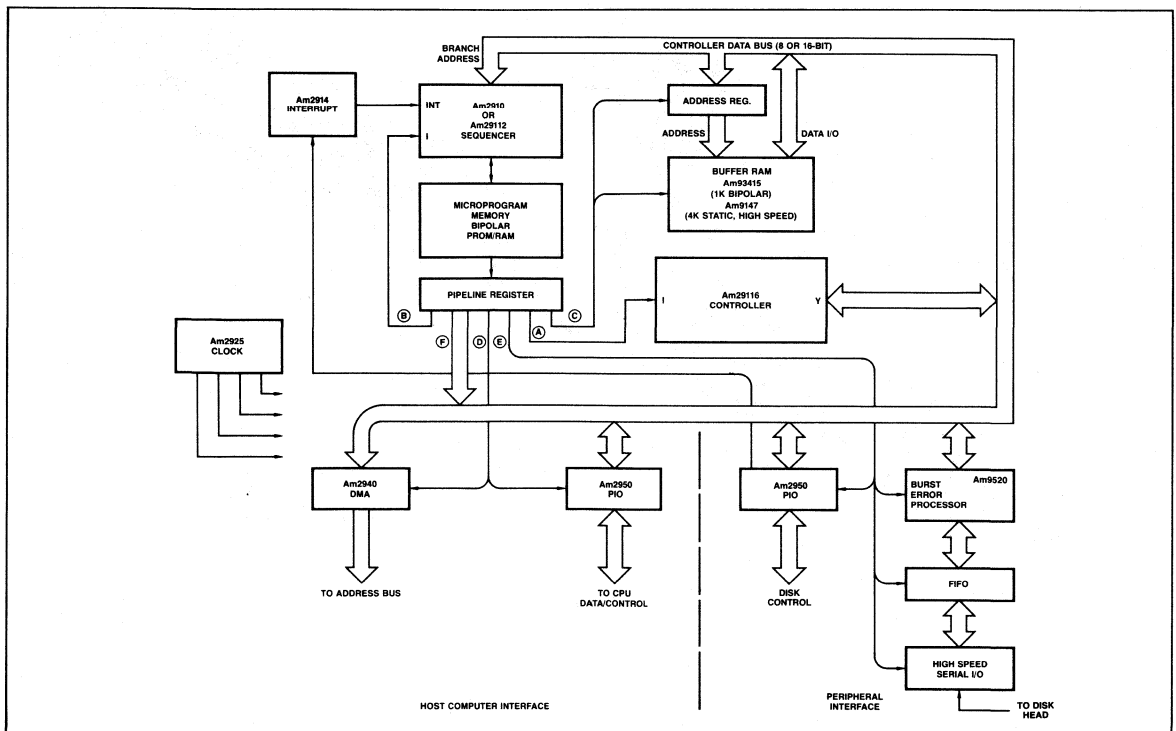 BRANCH
ADDRESS
CONTROLLER DATA BUS (8 OR 16-BIT)
Am2914
INTERRUPT
INT
I
Am2910
OR
Am29112
SEQUENCER
ADDRESS REG.
ADDRESS
DATA I/O
BUFFER RAM
Am93415
(1K BIPOLAR)
Am9147
(4K STATIC, HIGH SPEED)
MICROPROGRAM
MEMORY
BIPOLAR
PROM/RAM
PIPELINE REGISTER
I
Am29116
CONTROLLER
Y
B
F
D
E
A
C
Am2925
CLOCK
Am2940
DMA
Am2950
PIO
Am2950
PIO
Am9520
BURST
ERROR
PROCESSOR
FIFO
HIGH SPEED
SERIAL I/O
TO ADDRESS BUS
TO CPU
DATA/CONTROL
DISK
CONTROL
HOST COMPUTER INTERFACE
PERIPHERAL
INTERFACE
TO DISK
HEAD